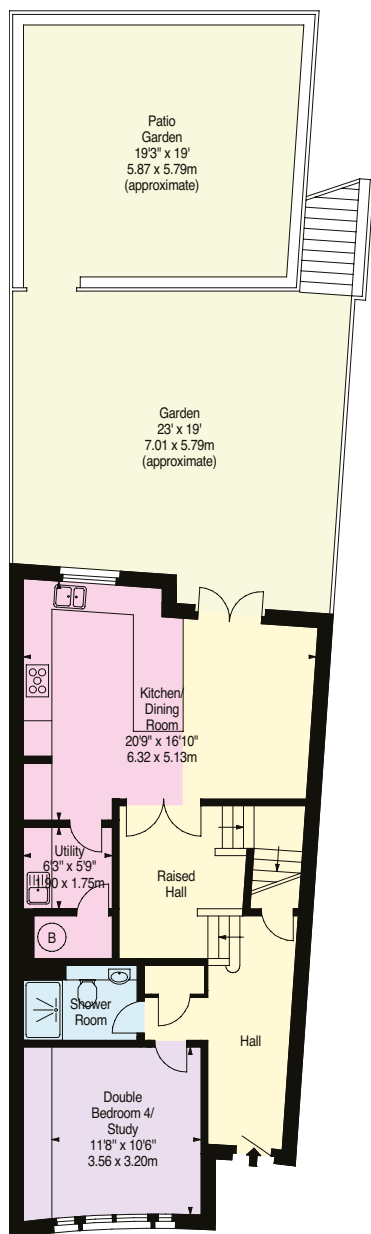 Patio
Garden
19'3" x 19'
5.87 x 5.79m
(approximate)
Garden
23' x 19'
7.01 x 5.79m
(approximate)
Kitchen/
Dining
Room
20'9" x 16'10"
6.32 x 5.13m
Utility
6'3" x 5'9"
1.90 x 1.75m
Raised
Hall
B
Shower
Room
Hall
Double
Bedroom 4/
Study
11'8" x 10'6"
3.56 x 3.20m